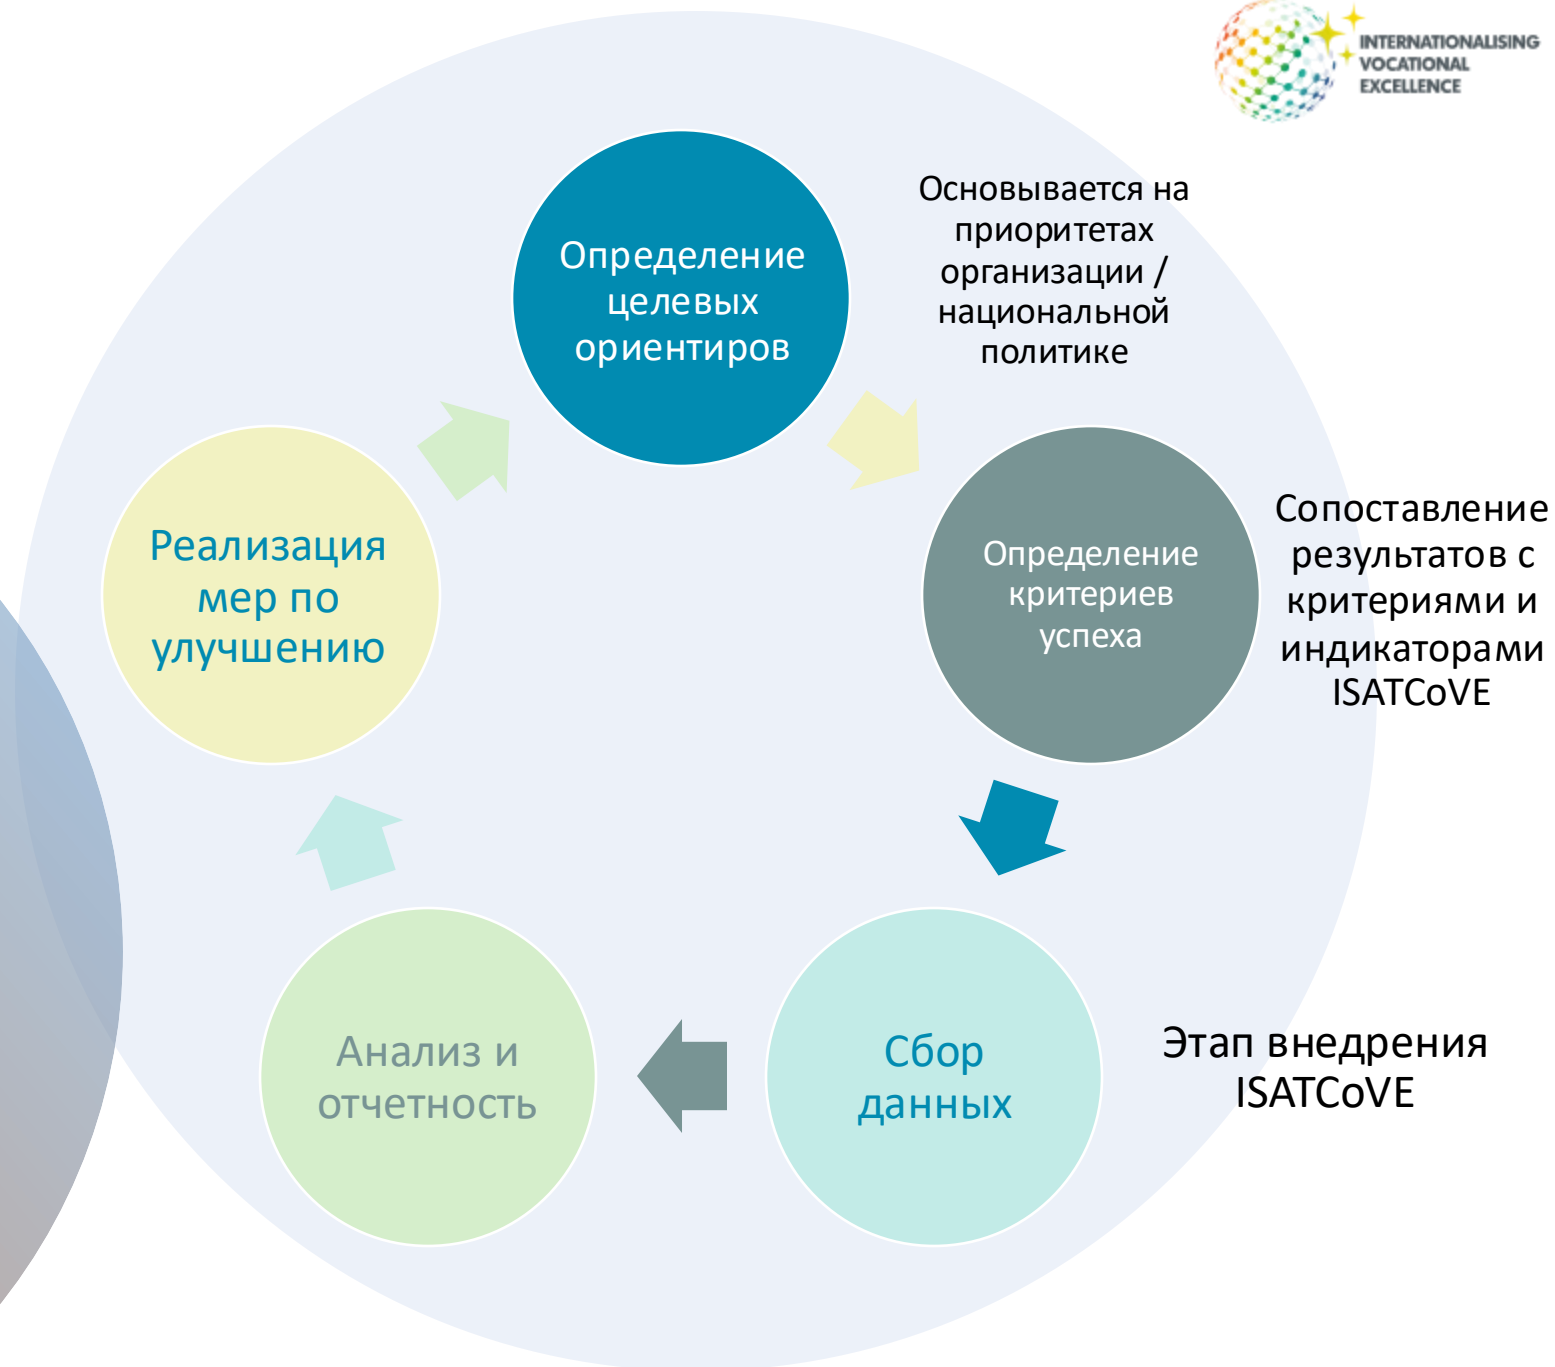 INTERNATIONALISING
VOCATIONAL
EXCELLENCE
Определение
целевых
ориентиров
Основывается на
приоритетах
организации /
национальной
политике
Определение
критериев
успеха
Сопоставление
результатов с
критериями и
индикаторами
ISATCoVE
Сбор
данных
Этап внедрения
ISATCoVE
Анализ и
отчетность
Реализация
мер по
улучшению